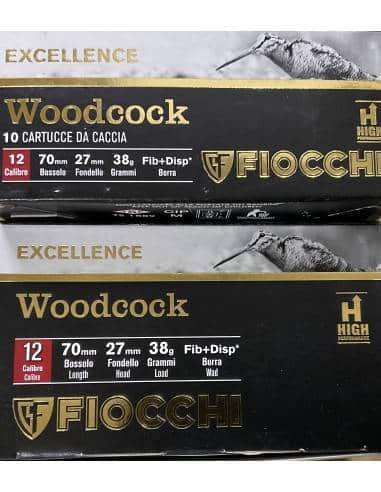 EXCELLENCE
Woodcock
10 CARTUCCE DA CACCIA
12 70mm 27mm 38g Fib+Disp*
Calibro Bossolo Fondello Grammi Borra
H
HIGH
FIOCCHI
CIP
M
EXCELLENCE
Woodcock
H
HIGH
PERFORMANCE
12 70mm 27mm 38g Fib+Disp*
Calibro Bossolo Fondello Grammi Borra
Calibre Length Head Load Wad
FIOCCHI